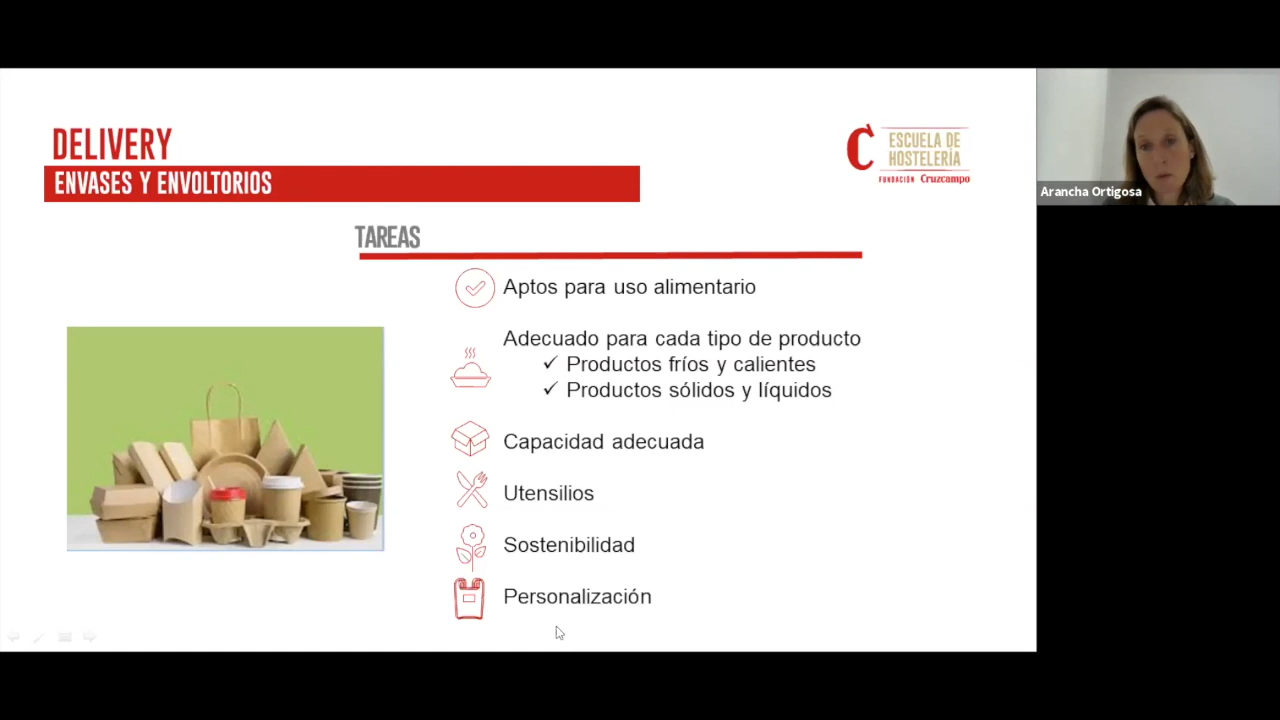 DELIVERY
ENVASES Y ENVOLTORIOS
ESCUELA DE
HOSTELERÍA
FUNDACIÓN Cruzcampo
Arancha Ortigosa
TAREAS
Aptos para uso alimentario
Adecuado para cada tipo de producto
Productos fríos y calientes
Productos sólidos y líquidos
Capacidad adecuada
Utensilios
Sostenibilidad
Personalización